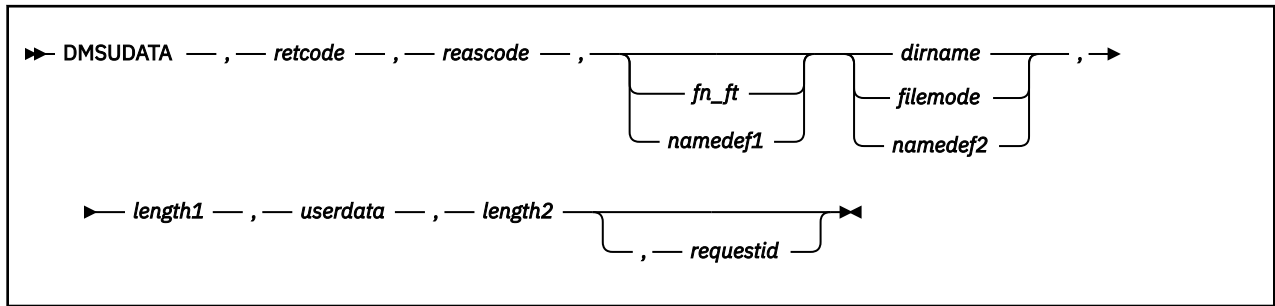 DMSUDATA , retcode , reascode , dirname ,
fn_ft filemode
namedef1 namedef2
length1 , userdata , length2
, requestid